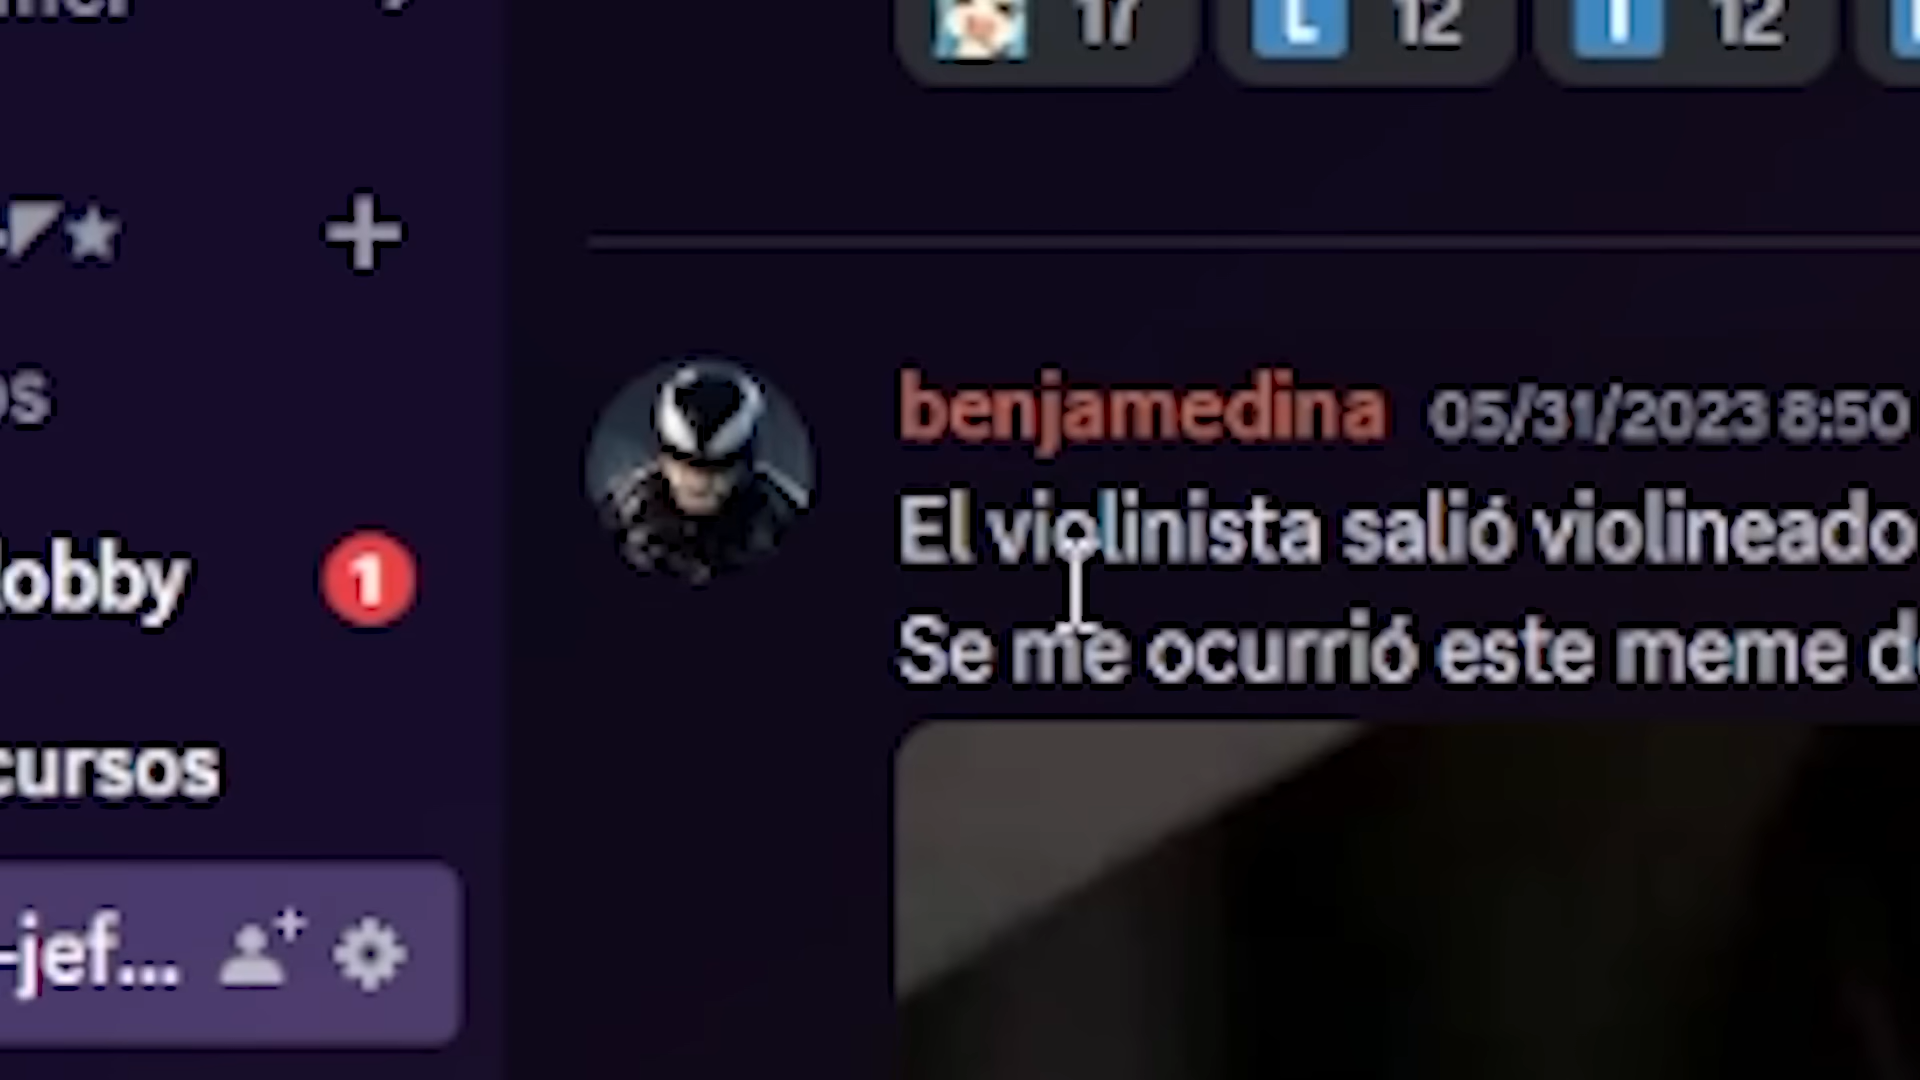 17 L 12 I 12
benjamedina 05/31/2023 8:50
El violinista salió violineado
Se me ocurrió este meme
lobby 1
cursos
-jef...